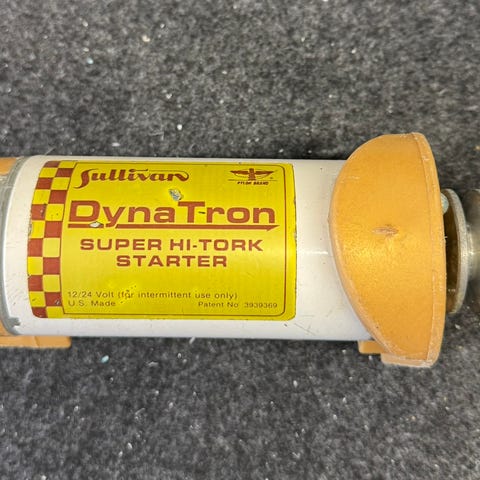 Sullivan
PYLON BRAND
DynaTron
SUPER HI-TORK
STARTER
12/24 Volt (for intermittent use only)
U.S. Made Patent No 3939369